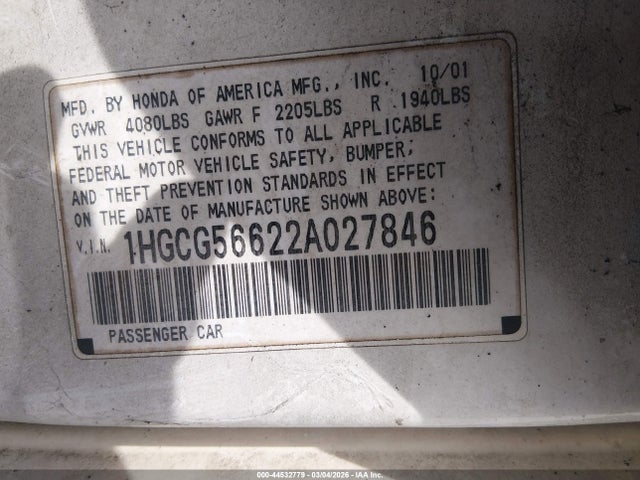 MFD. BY HONDA OF AMERICA MFG., INC. 10/01
GVWR 4080LBS GAWR F 2205LBS R 1940LBS
THIS VEHICLE CONFORMS TO ALL APPLICABLE
FEDERAL MOTOR VEHICLE SAFETY, BUMPER,
AND THEFT PREVENTION STANDARDS IN EFFECT
ON THE DATE OF MANUFACTURE SHOWN ABOVE:
V.I.N. 1HGCG56622A027846
PASSENGER CAR
000-44532779 - 03/04/2026 - IAA Inc.